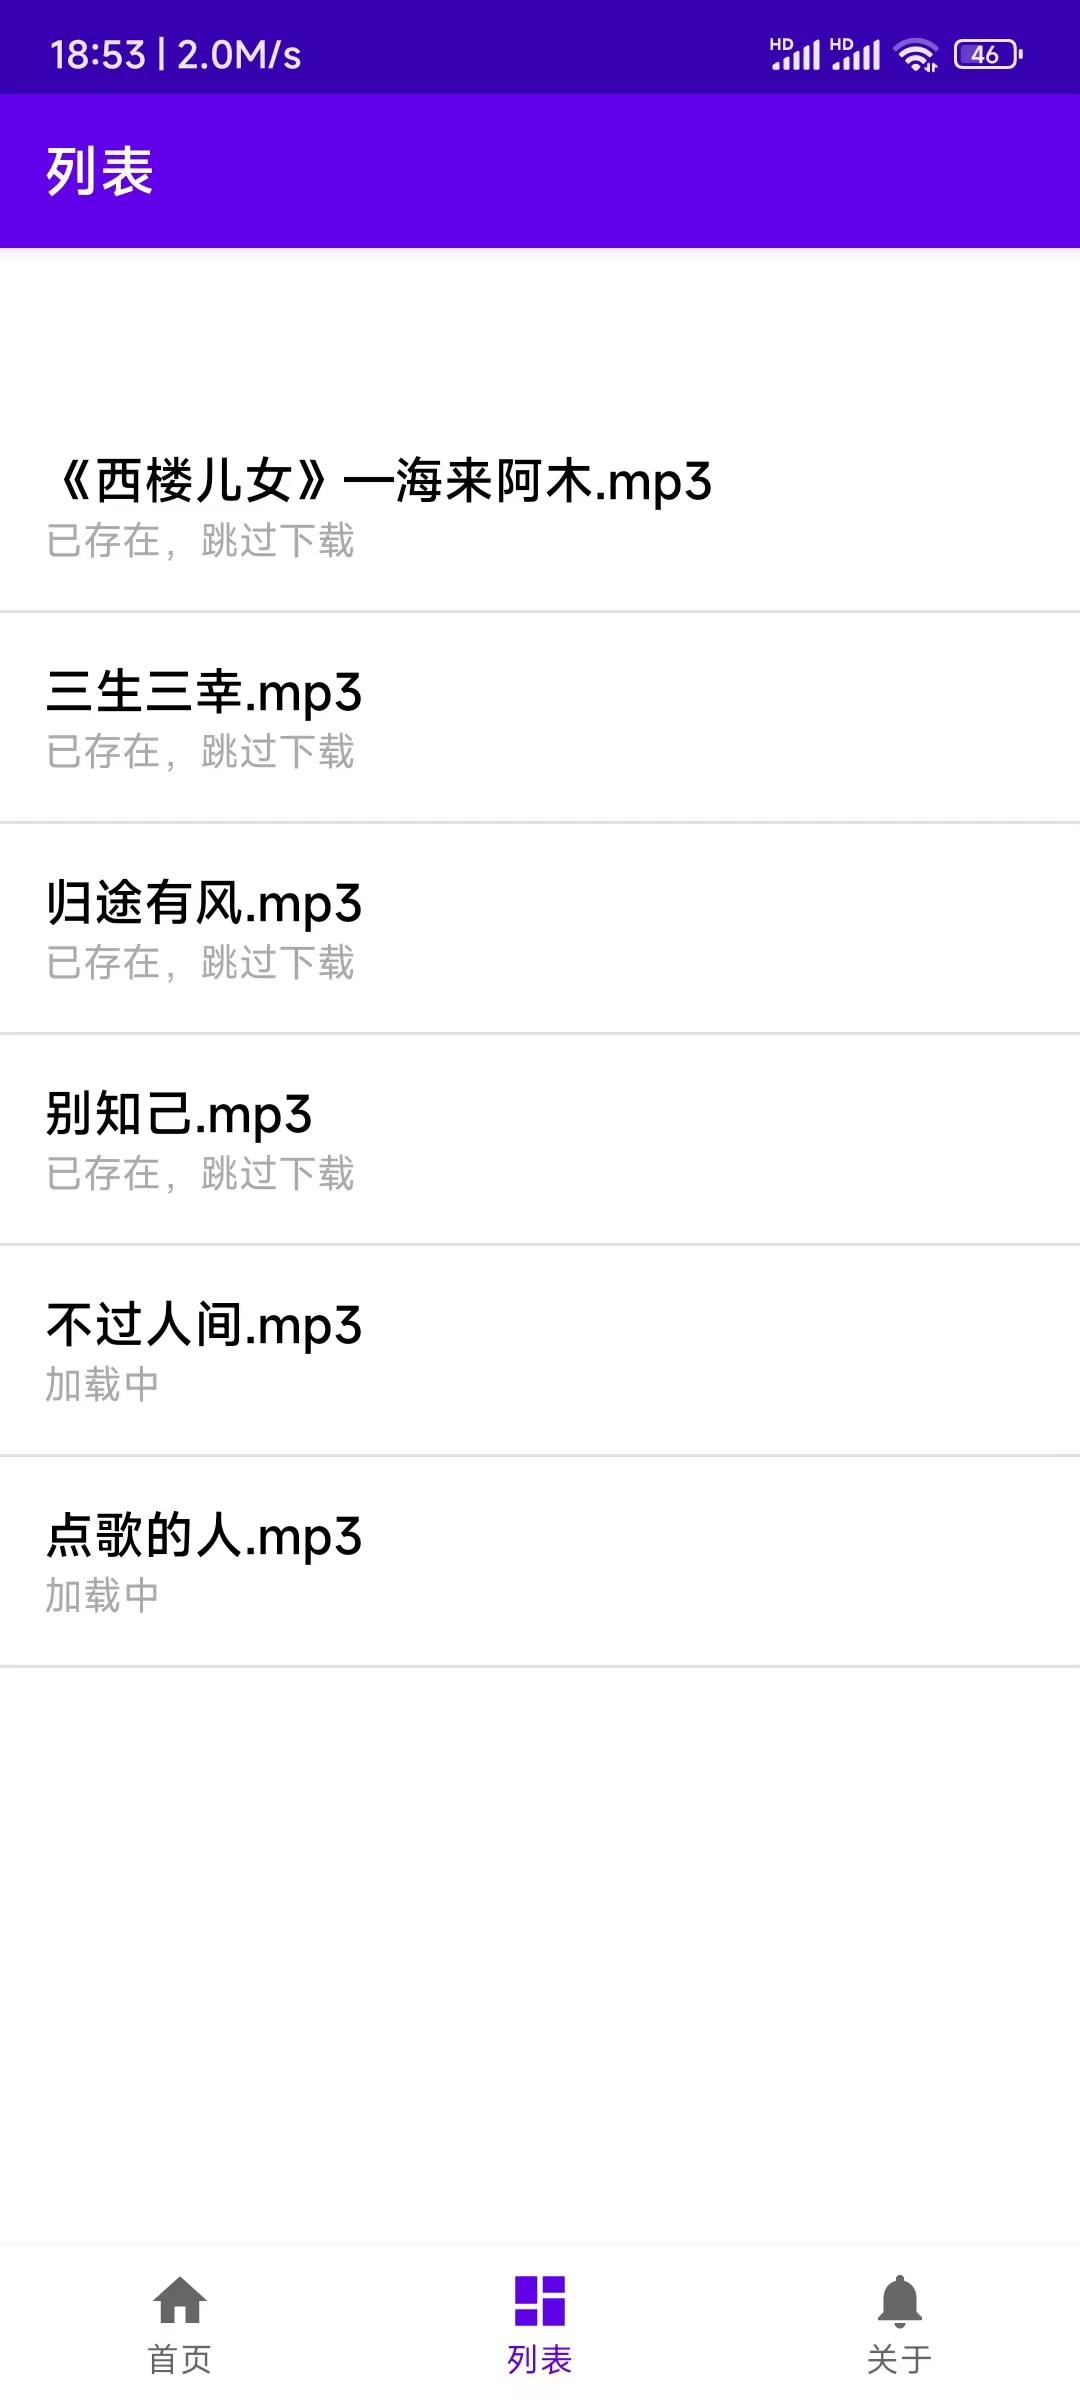 18:53 | 2.0M/s
HD HD 46
列表
《西楼儿女》—海来阿木.mp3
已存在，跳过下载
三生三幸.mp3
已存在，跳过下载
归途有风.mp3
已存在，跳过下载
别知己.mp3
已存在，跳过下载
不过人间.mp3
加载中
点歌的人.mp3
加载中
首页
列表
关于